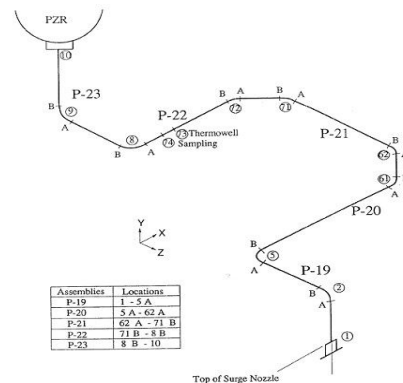 PZR
⑩
P-23
B
⑨
A
⑧
B
A
P-22
B
A
㊷
⑦③ Thermowell
⑦④ Sampling
B
⑦①
A
P-21
B
⑥②
⑥①
A
P-20
B
⑤
A
P-19
B
②
A
①
Y
X
Z
Assemblies Locations
P-19 1 - 5 A
P-20 5 A - 62 A
P-21 62 A - 71 B
P-22 71 B - 8 B
P-23 8 B - 10
Top of Surge Nozzle